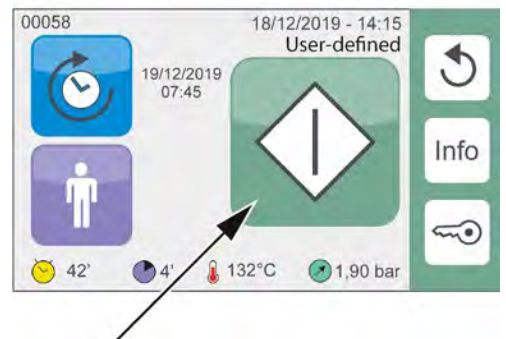 00058
18/12/2019 - 14:15
User-defined
19/12/2019
07:45
Info
42' 4' 132°C 1,90 bar